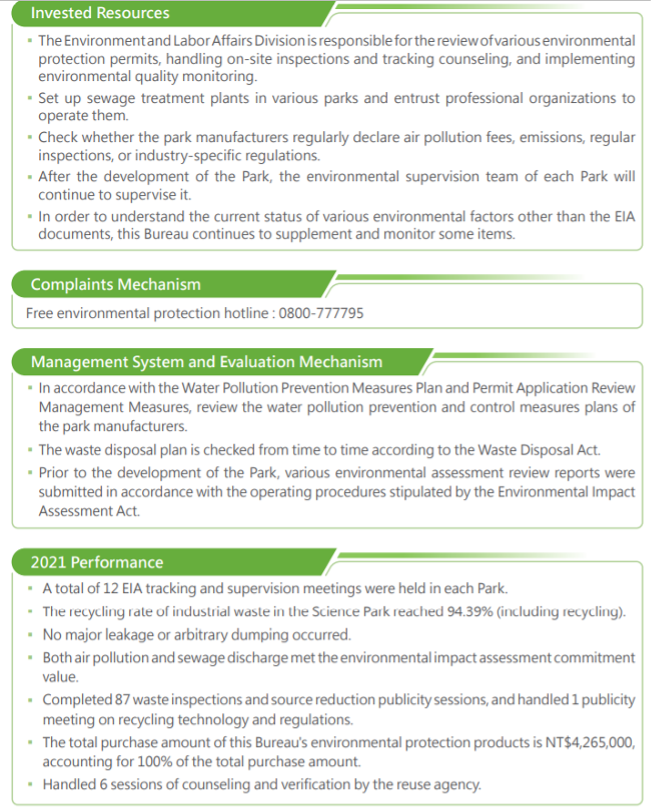 Invested Resources
▪ The Environment and Labor Affairs Division is responsible for the review of various environmental
protection permits, handling on-site inspections and tracking counseling, and implementing
environmental quality monitoring.
▪ Set up sewage treatment plants in various parks and entrust professional organizations to
operate them.
▪ Check whether the park manufacturers regularly declare air pollution fees, emissions, regular
inspections, or industry-specific regulations.
▪ After the development of the Park, the environmental supervision team of each Park will
continue to supervise it.
▪ In order to understand the current status of various environmental factors other than the EIA
documents, this Bureau continues to supplement and monitor some items.
Complaints Mechanism
Free environmental protection hotline : 0800-777795
Management System and Evaluation Mechanism
▪ In accordance with the Water Pollution Prevention Measures Plan and Permit Application Review
Management Measures, review the water pollution prevention and control measures plans of
the park manufacturers.
▪ The waste disposal plan is checked from time to time according to the Waste Disposal Act.
▪ Prior to the development of the Park, various environmental assessment review reports were
submitted in accordance with the operating procedures stipulated by the Environmental Impact
Assessment Act.
2021 Performance
▪ A total of 12 EIA tracking and supervision meetings were held in each Park.
▪ The recycling rate of industrial waste in the Science Park reached 94.39% (including recycling).
▪ No major leakage or arbitrary dumping occurred.
▪ Both air pollution and sewage discharge met the environmental impact assessment commitment
value.
▪ Completed 87 waste inspections and source reduction publicity sessions, and handled 1 publicity
meeting on recycling technology and regulations.
▪ The total purchase amount of this Bureau's environmental protection products is NT$4,265,000,
accounting for 100% of the total purchase amount.
▪ Handled 6 sessions of counseling and verification by the reuse agency.